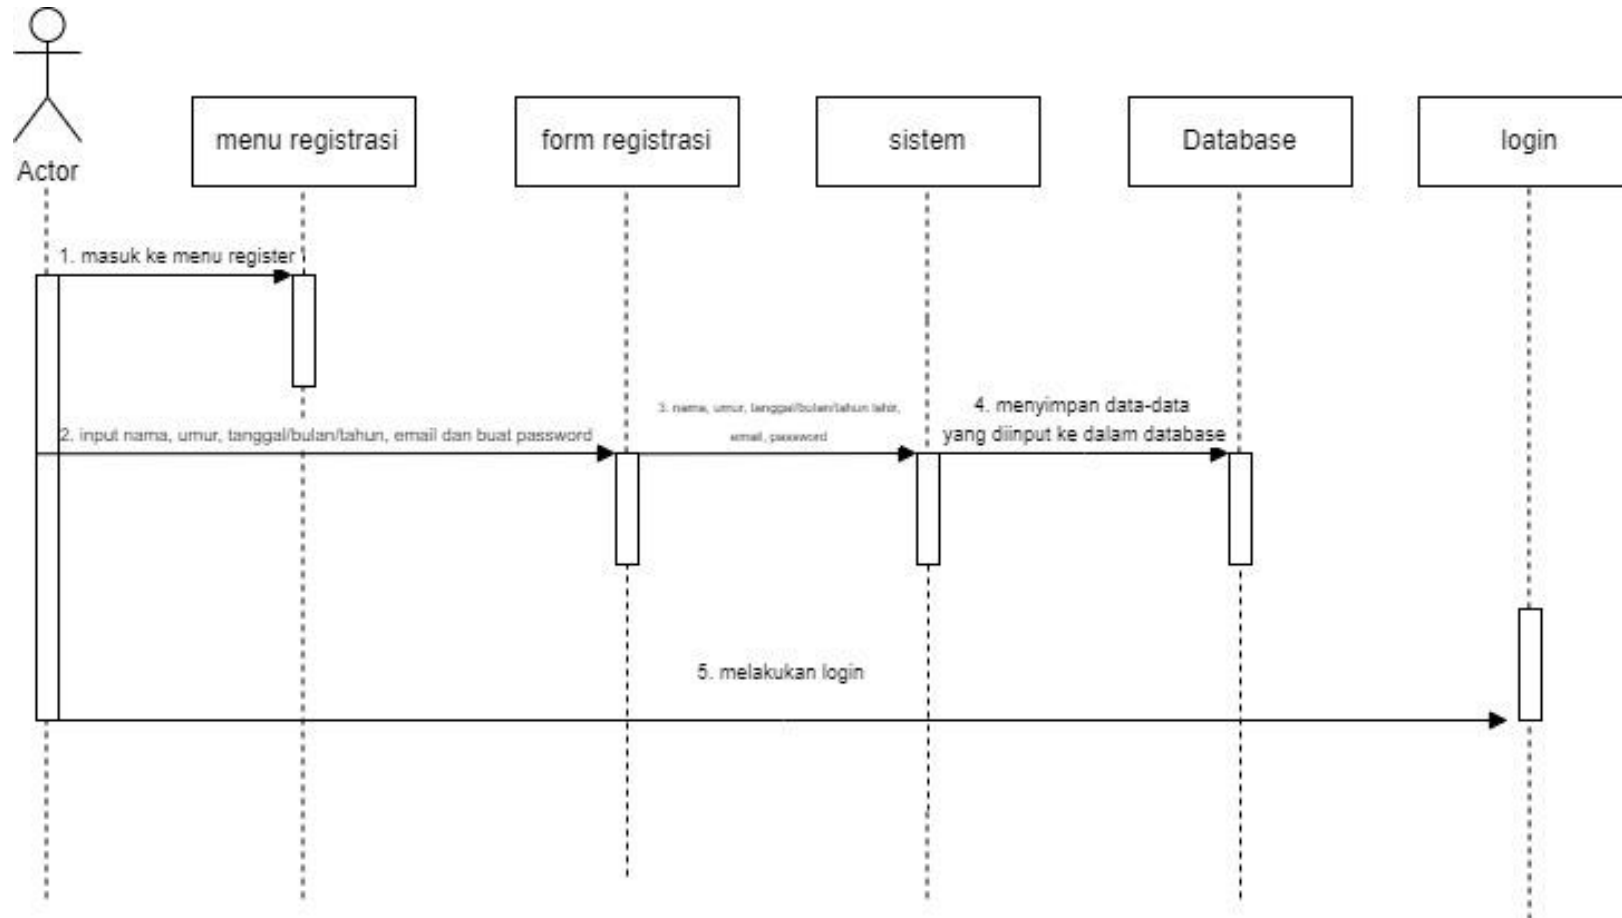 Actor
menu registrasi
form registrasi
sistem
Database
login
1. masuk ke menu register
2. input nama, umur, tanggal/bulan/tahun, email dan buat password
3. nama, umur, tanggal/bulan/tahun lahir,
email, password
4. menyimpan data-data
yang diinput ke dalam database
5. melakukan login